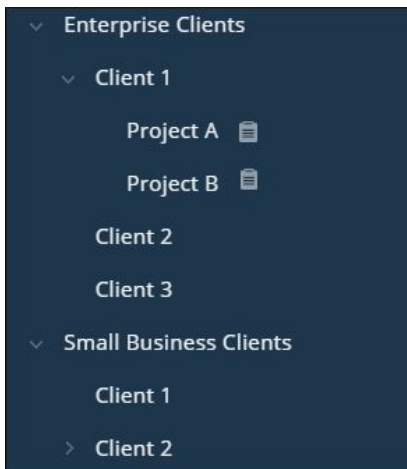 Enterprise Clients
Client 1
Project A
Project B
Client 2
Client 3
Small Business Clients
Client 1
Client 2